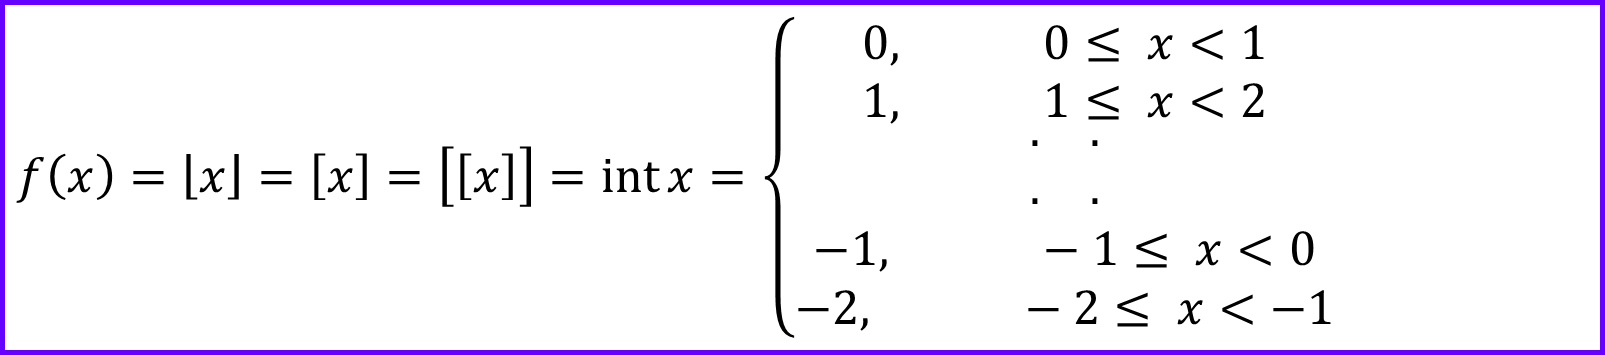 0, 0 ≤ x < 1
1, 1 ≤ x < 2
. .
f(x) = ⌊x⌋ = [x] = [[x]] = int x = {
. .
−1, − 1 ≤ x < 0
−2, − 2 ≤ x < −1